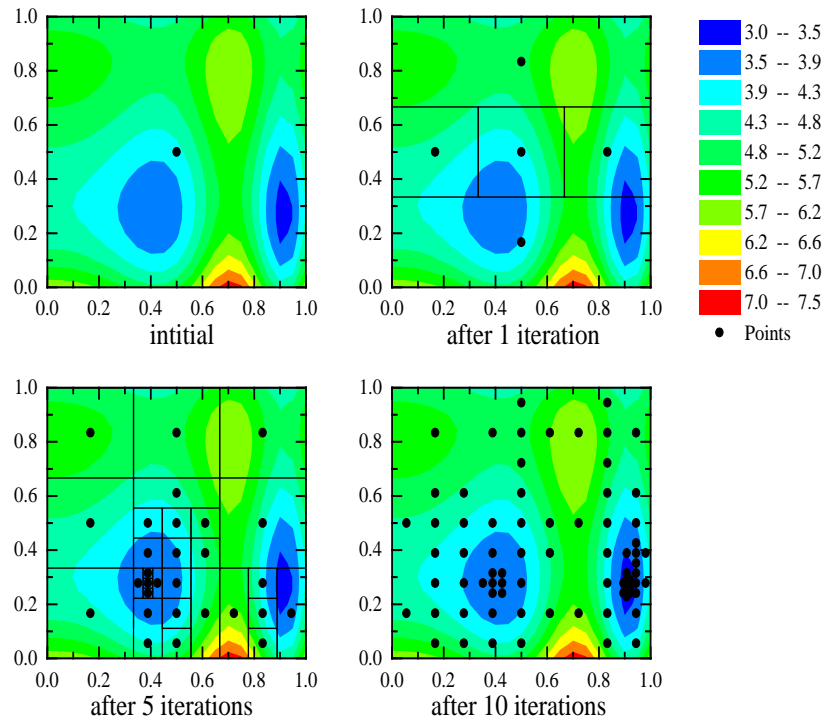 1.0
0.8
0.6
0.4
0.2
0.0
0.0 0.2 0.4 0.6 0.8 1.0
intitial
1.0
0.8
0.6
0.4
0.2
0.0
0.0 0.2 0.4 0.6 0.8 1.0
after 1 iteration
3.0 -- 3.5
3.5 -- 3.9
3.9 -- 4.3
4.3 -- 4.8
4.8 -- 5.2
5.2 -- 5.7
5.7 -- 6.2
6.2 -- 6.6
6.6 -- 7.0
7.0 -- 7.5
Points
1.0
0.8
0.6
0.4
0.2
0.0
0.0 0.2 0.4 0.6 0.8 1.0
after 5 iterations
1.0
0.8
0.6
0.4
0.2
0.0
0.0 0.2 0.4 0.6 0.8 1.0
after 10 iterations